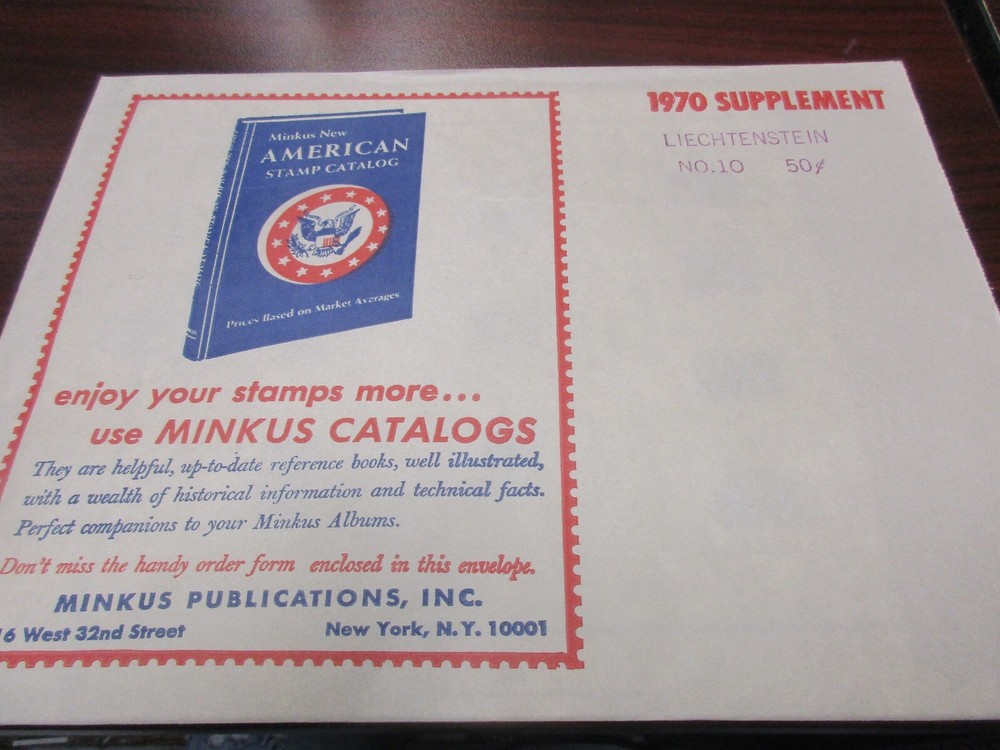 Minkus New
AMERICAN
STAMP CATALOG
Prices Based on Market Averages
enjoy your stamps more...
use MINKUS CATALOGS
They are helpful, up-to-date reference books, well illustrated,
with a wealth of historical information and technical facts.
Perfect companions to your Minkus Albums.
Don't miss the handy order form enclosed in this envelope.
MINKUS PUBLICATIONS, INC.
6 West 32nd Street New York, N.Y. 10001
1970 SUPPLEMENT
LIECHTENSTEIN
NO.10 50¢